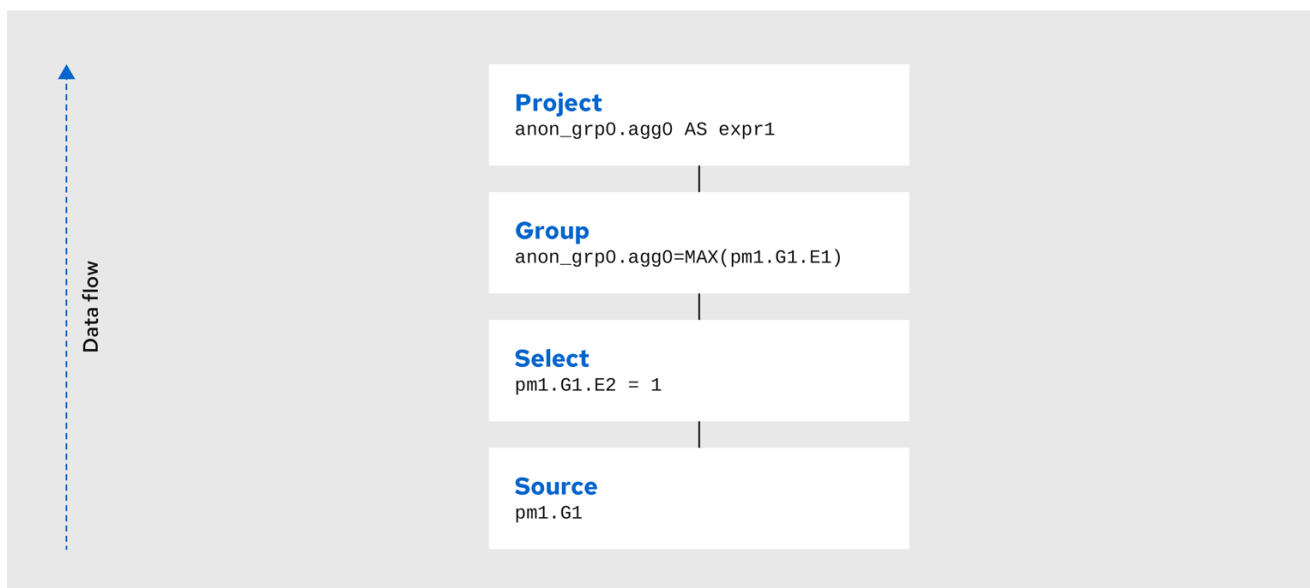 Project
anon_grp0.agg0 AS expr1
Group
anon_grp0.agg0=MAX(pm1.G1.E1)
Select
pm1.G1.E2 = 1
Source
pm1.G1
Data flow